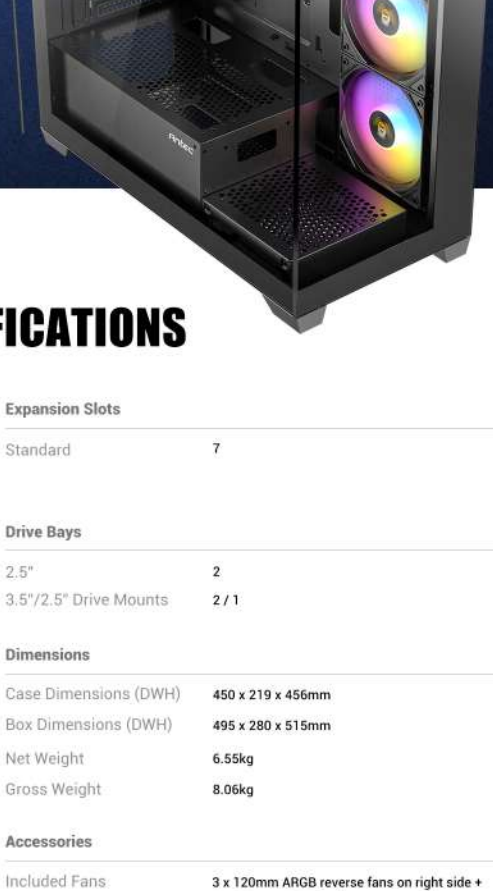 Antec
FICATIONS
Expansion Slots
Standard 7
Drive Bays
2.5" 2
3.5"/2.5" Drive Mounts 2 / 1
Dimensions
Case Dimensions (DWH) 450 x 219 x 456mm
Box Dimensions (DWH) 495 x 280 x 515mm
Net Weight 6.55kg
Gross Weight 8.06kg
Accessories
Included Fans 3 x 120mm ARGB reverse fans on right side +